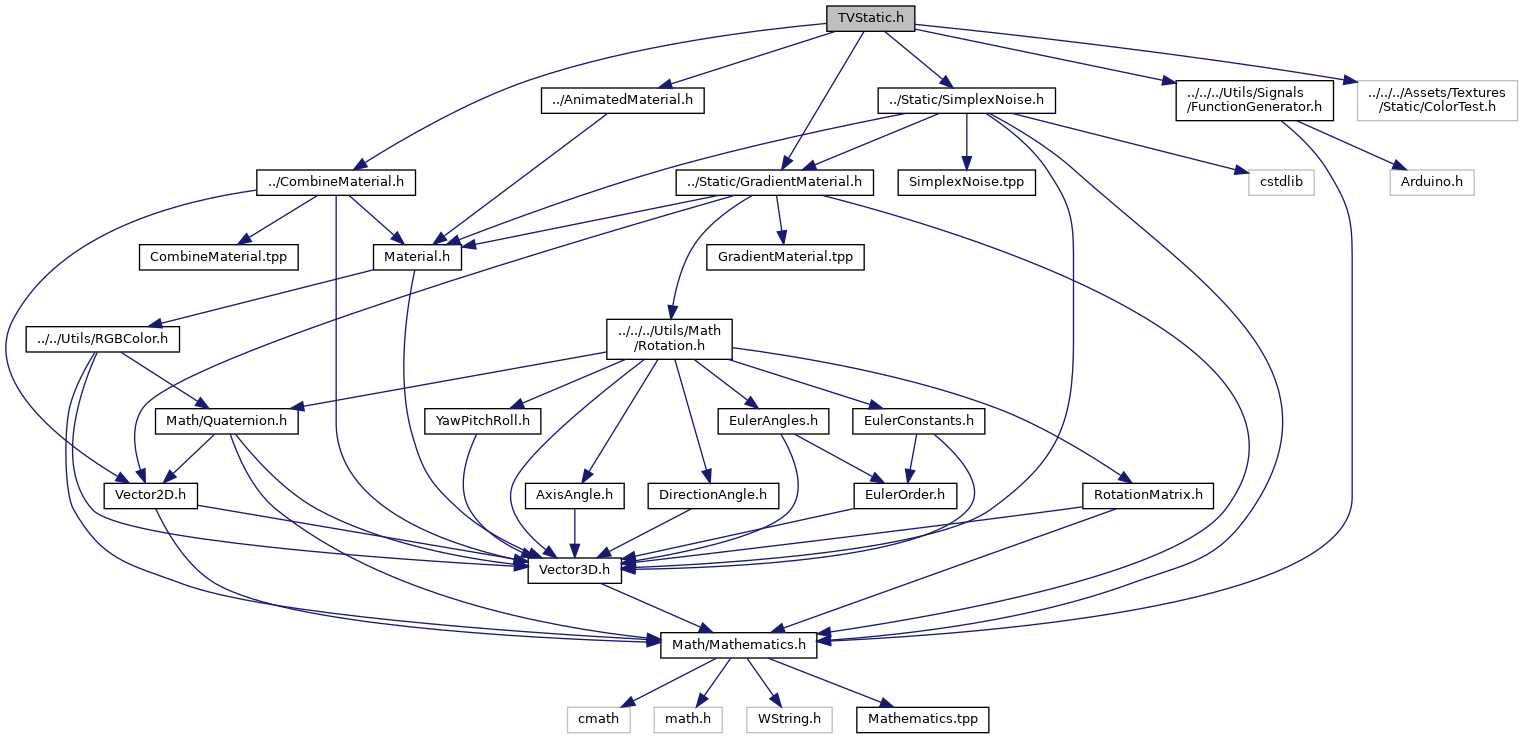 TVStatic.h
../../../Utils/Signals
/FunctionGenerator.h
../../../Assets/Textures
/Static/ColorTest.h
../AnimatedMaterial.h
../Static/SimplexNoise.h
../CombineMaterial.h
../Static/GradientMaterial.h
SimplexNoise.tpp
cstdlib
Arduino.h
CombineMaterial.tpp
Material.h
GradientMaterial.tpp
../../Utils/RGBColor.h
../../../Utils/Math
/Rotation.h
Math/Quaternion.h
YawPitchRoll.h
EulerAngles.h
EulerConstants.h
Vector2D.h
AxisAngle.h
DirectionAngle.h
EulerOrder.h
RotationMatrix.h
Vector3D.h
Math/Mathematics.h
cmath
math.h
WString.h
Mathematics.tpp